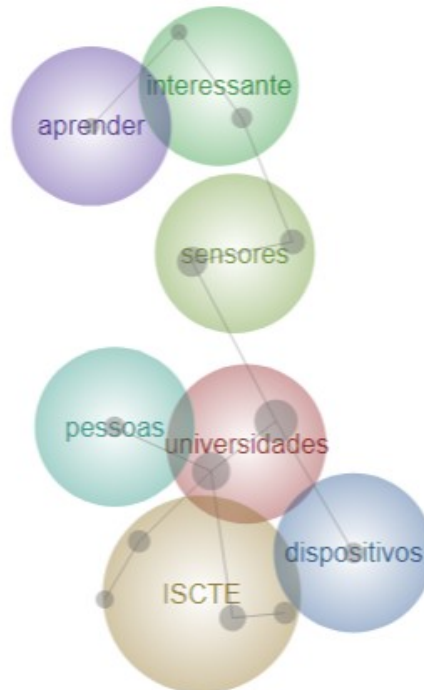 interessante
aprender
sensores
pessoas
universidades
dispositivos
ISCTE